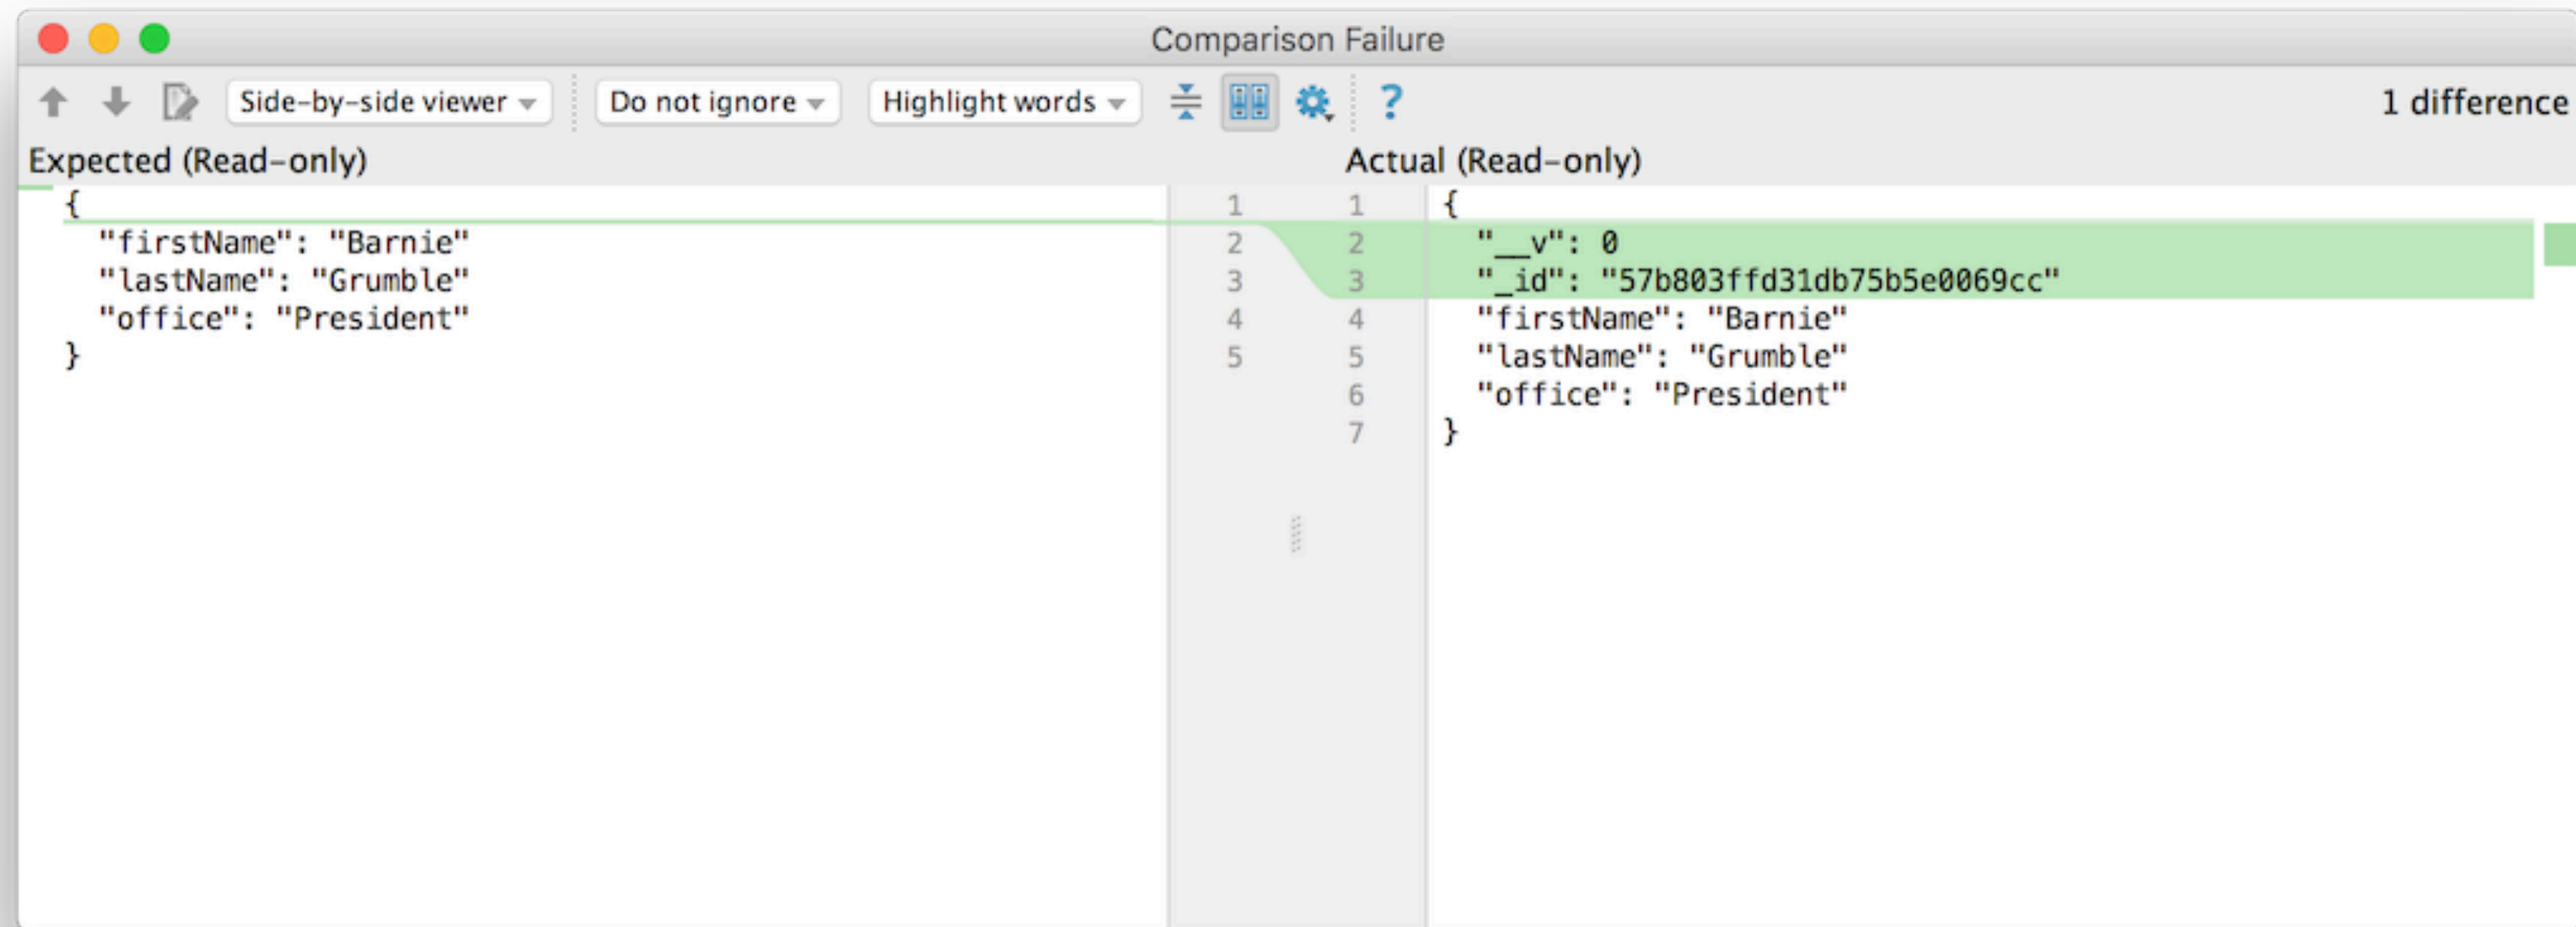 Comparison Failure
Side-by-side viewer Do not ignore Highlight words ? 1 difference
Expected (Read-only) Actual (Read-only)
{ 1 1 {
"firstName": "Barnie" 2 2 "__v": 0
"lastName": "Grumble" 3 3 "_id": "57b803ffd31db75b5e0069cc"
"office": "President" 4 4 "firstName": "Barnie"
} 5 5 "lastName": "Grumble"
6 "office": "President"
7 }